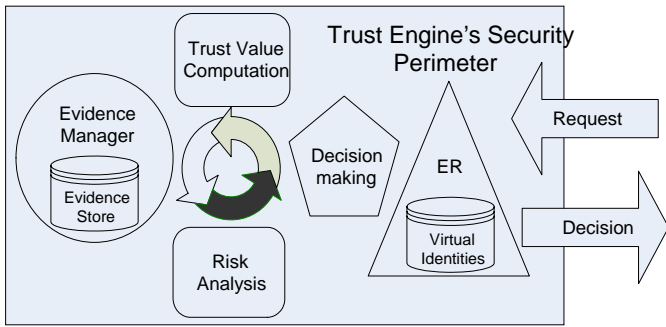 Trust Engine's Security
Perimeter
Trust Value
Computation
Evidence
Manager
Evidence
Store
Decision
making
ER
Virtual
Identities
Risk
Analysis
Request
Decision